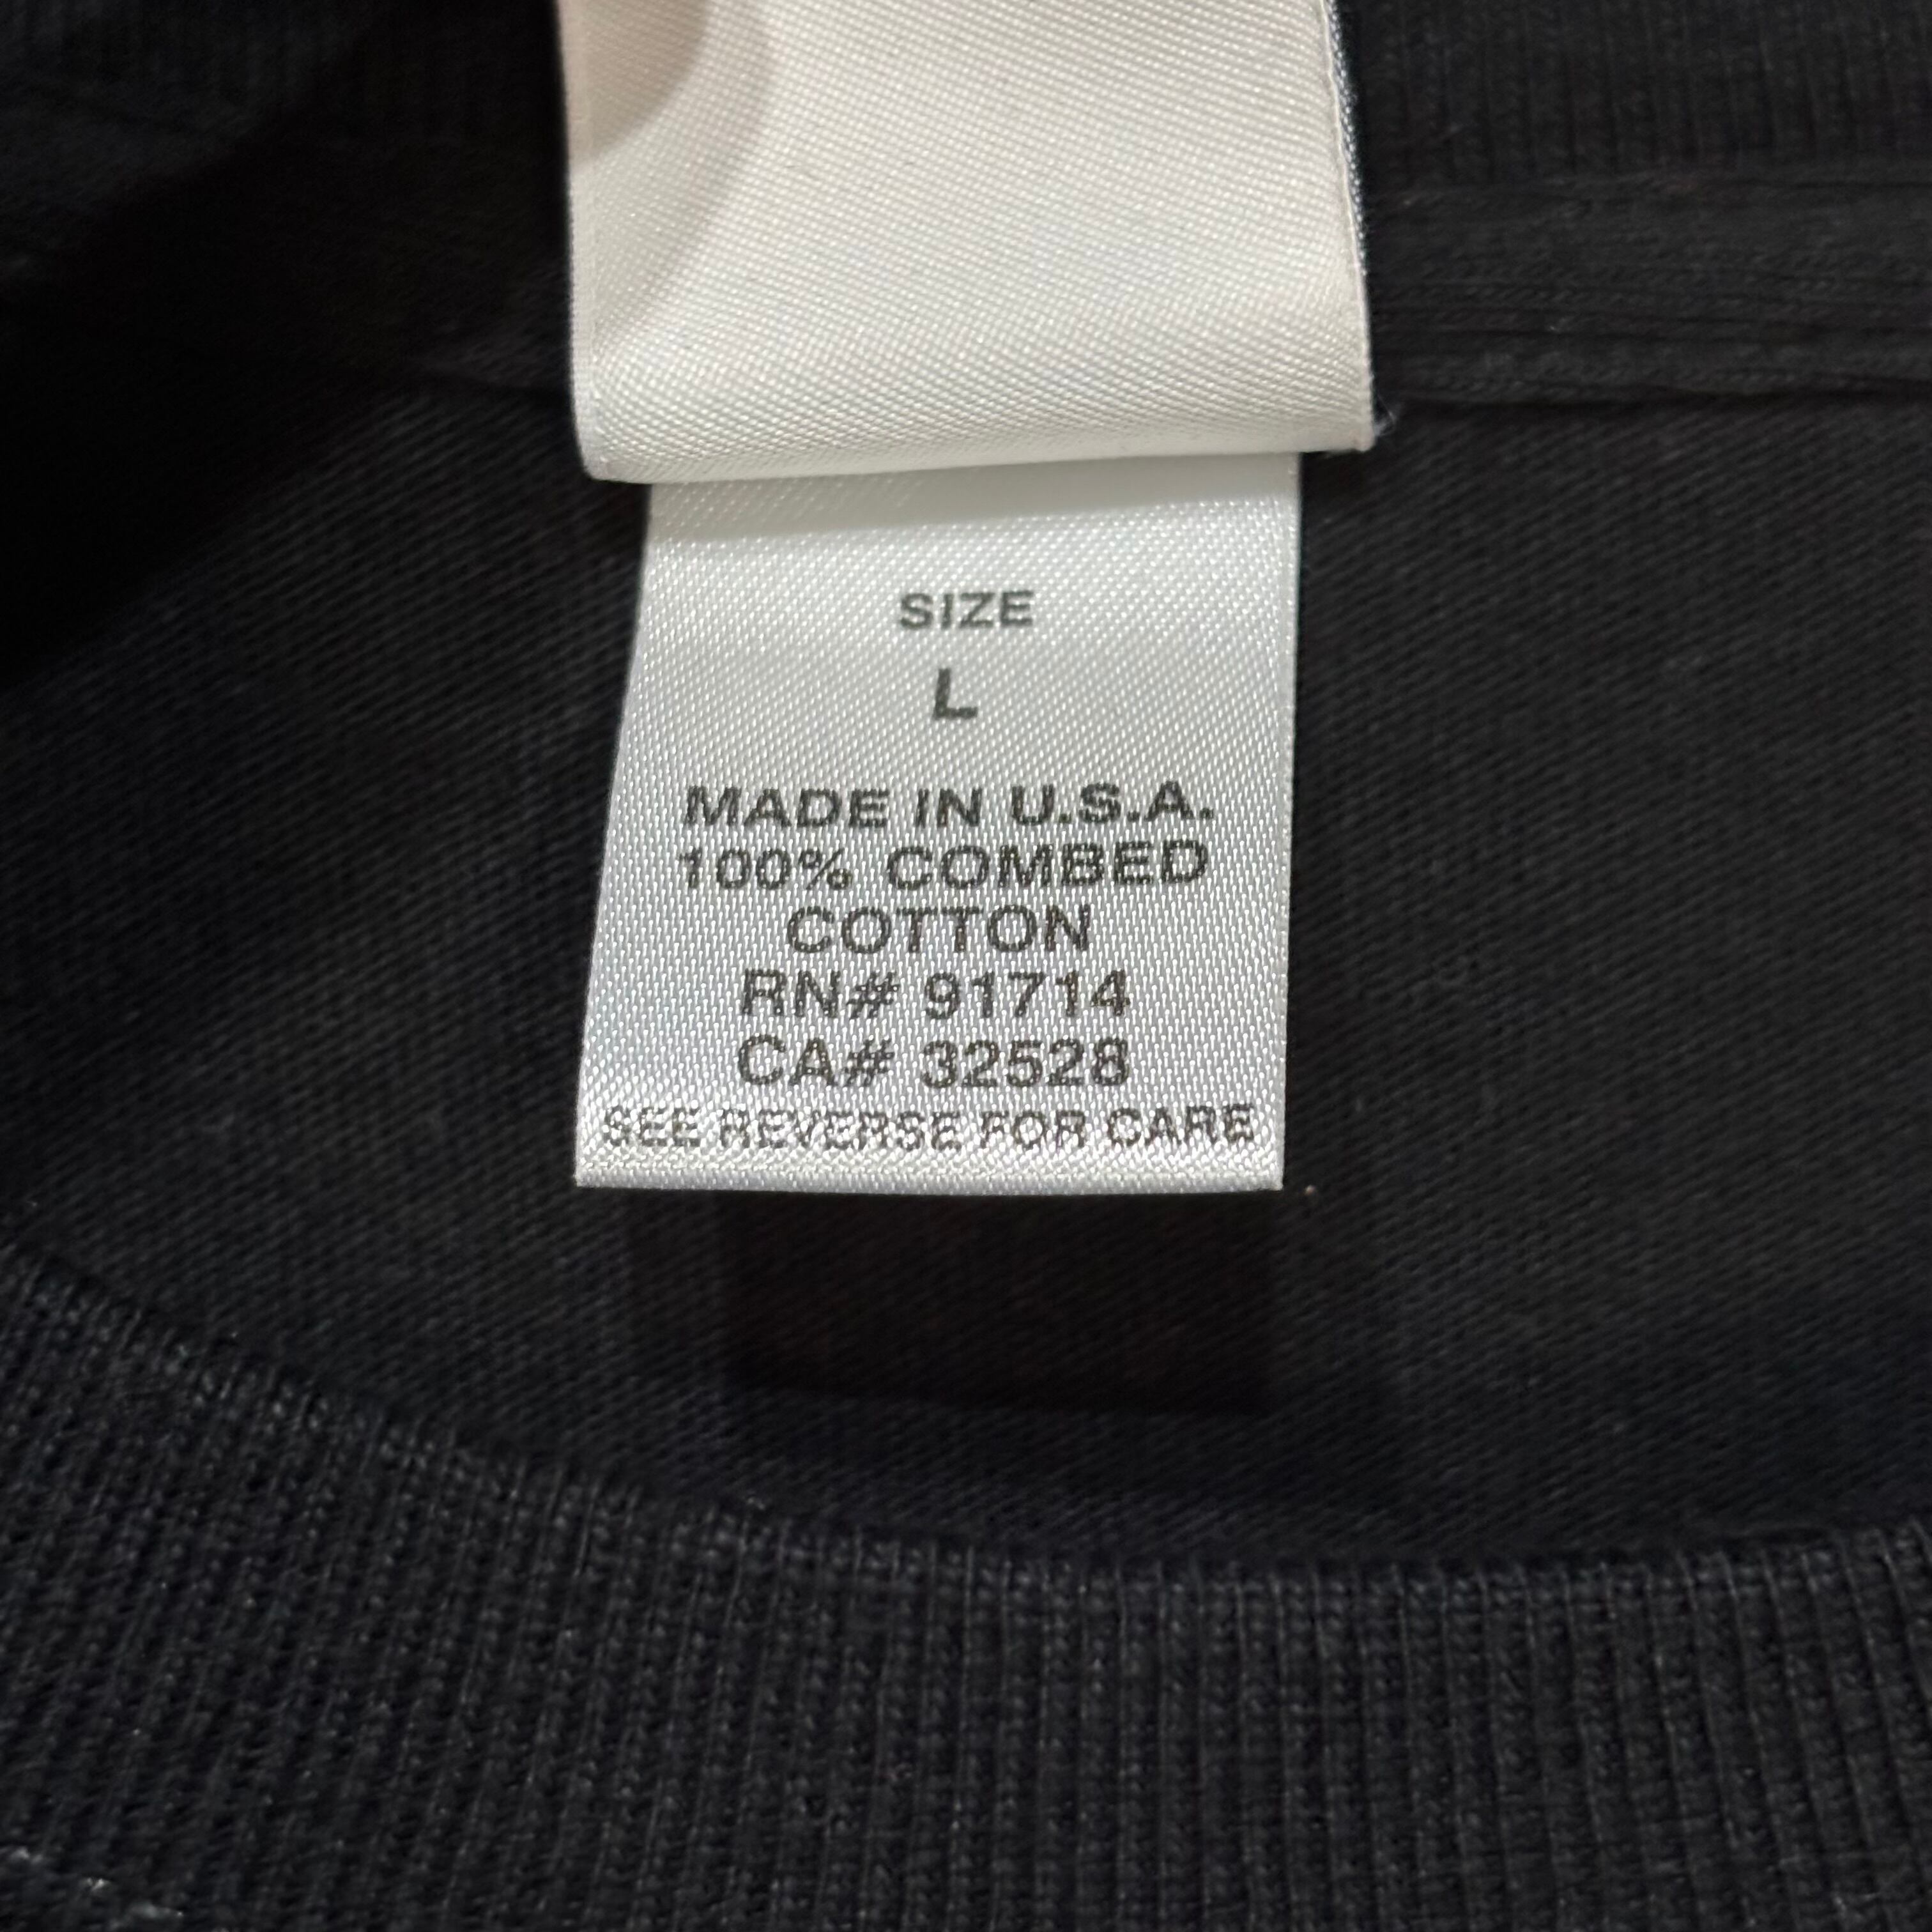 SIZE
L
MADE IN U.S.A.
100% COMBED
COTTON
RN# 91714
CA# 32528
SEE REVERSE FOR CARE